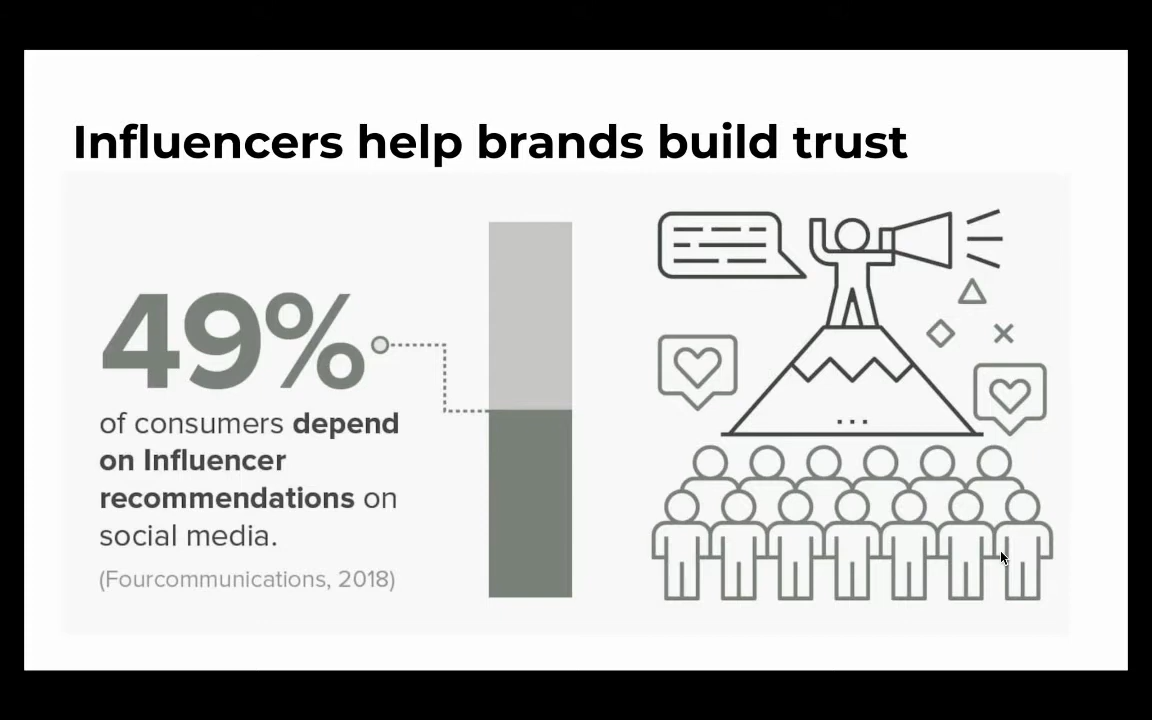 Influencers help brands build trust
49%
of consumers depend
on Influencer
recommendations on
social media.
(Fourcommunications, 2018)